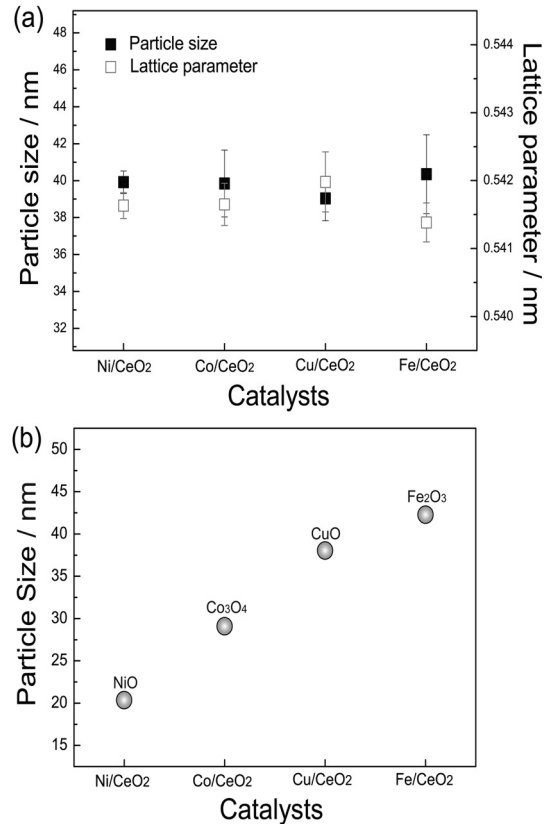 (a)
48
46
44
42
40
38
36
34
32
Particle size / nm
■ Particle size
□ Lattice parameter
0.544
0.543
0.542
0.541
0.540
Lattice parameter / nm
Ni/CeO2 Co/CeO2 Cu/CeO2 Fe/CeO2
Catalysts
(b)
50
45
40
35
30
25
20
15
Particle Size / nm
Fe2O3
CuO
Co3O4
NiO
Ni/CeO2 Co/CeO2 Cu/CeO2 Fe/CeO2
Catalysts